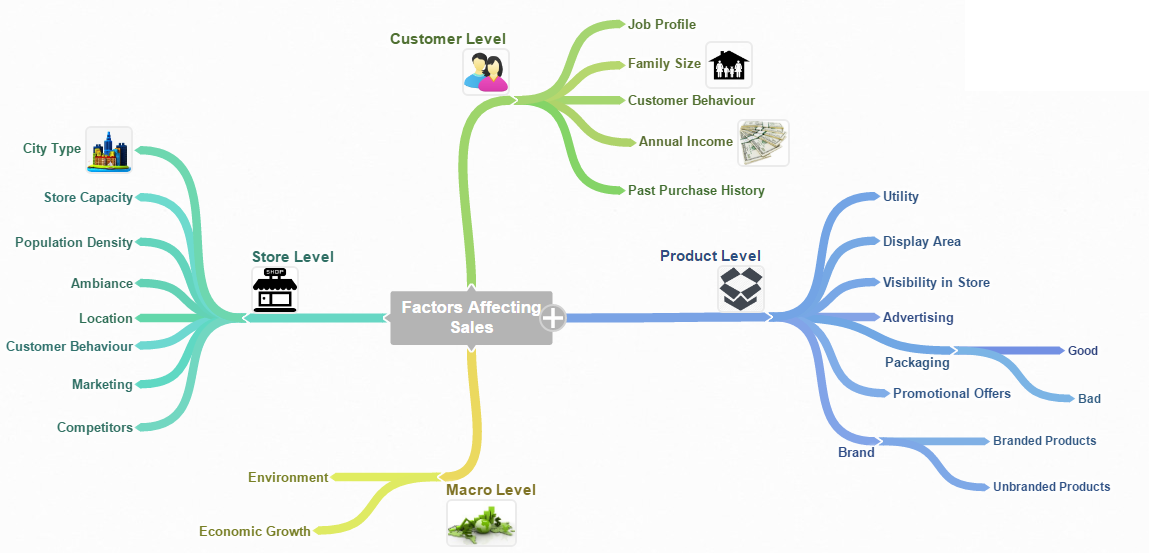 Customer Level
Job Profile
Family Size
Customer Behaviour
Annual Income
Past Purchase History
City Type
Store Capacity
Population Density
Ambiance
Location
Customer Behaviour
Marketing
Competitors
Store Level
SHOP
Factors Affecting
Sales
Product Level
Utility
Display Area
Visibility in Store
Advertising
Packaging
Good
Bad
Promotional Offers
Brand
Branded Products
Unbranded Products
Environment
Economic Growth
Macro Level